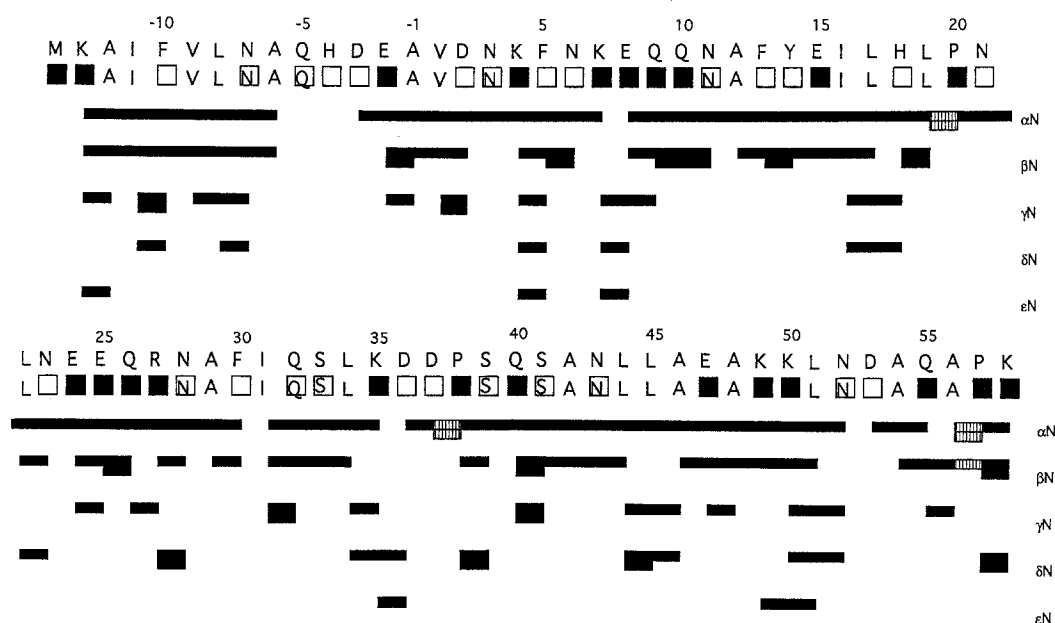 -10 -5 -1 5 10 15 20
M K A I F V L N A Q H D E A V D N K F N K E Q Q N A F Y E I L H L P N
A I V L N A Q A V N N A I L L
αN
βN
γN
δN
εN
25 30 35 40 45 50 55
L N E E Q R N A F I Q S L K D D P S Q S A N L L A E A K K L N D A Q A P K
L N A I Q S L S S A N L L A A L N A A
αN
βN
γN
δN
εN